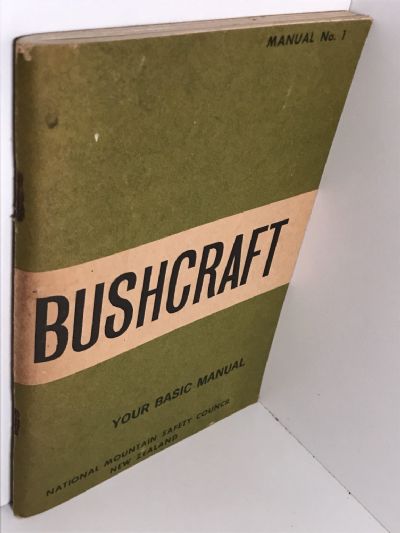 MANUAL No. 1
BUSHCRAFT
YOUR BASIC MANUAL
NATIONAL MOUNTAIN SAFETY COUNCIL
NEW ZEALAND